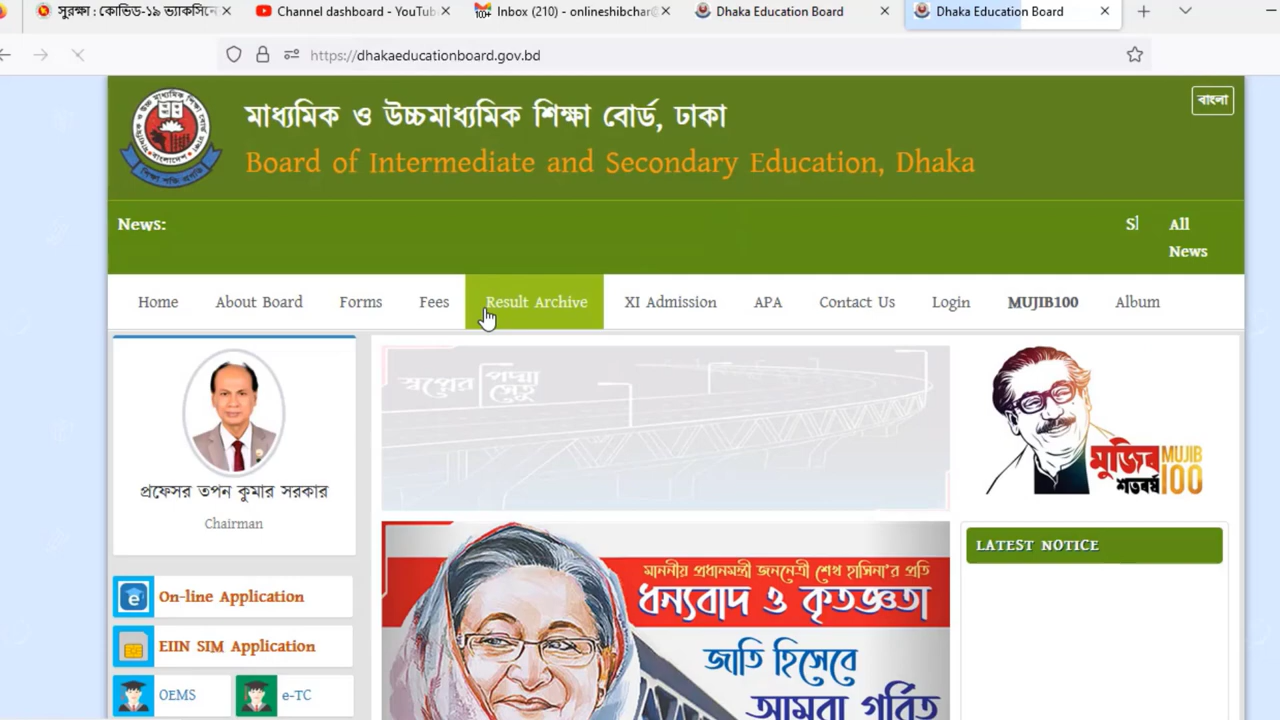 সুরক্ষা : কোভিড-১৯ ভ্যাকসিনে
Channel dashboard - YouTub
Inbox (210) - onlineshibchar@
Dhaka Education Board
Dhaka Education Board
https://dhakaeducationboard.gov.bd
মাধ্যমিক ও উচ্চমাধ্যমিক শিক্ষা বোর্ড, ঢাকা
বাংলা
Board of Intermediate and Secondary Education, Dhaka
News:
All
News
Home About Board Forms Fees Result Archive XI Admission APA Contact Us Login MUJIB100 Album
স্বপ্নের পদ্মা
সেতু
মুজিব MUJIB
শতবর্ষ 100
প্রফেসর তপন কুমার সরকার
Chairman
LATEST NOTICE
মাননীয় প্রধানমন্ত্রী জননেত্রী শেখ হাসিনা'র প্রতি
ধন্যবাদ ও কৃতজ্ঞতা
জাতি হিসেবে
আমরা গর্বিত
On-line Application
EIIN SIM Application
OEMS e-TC